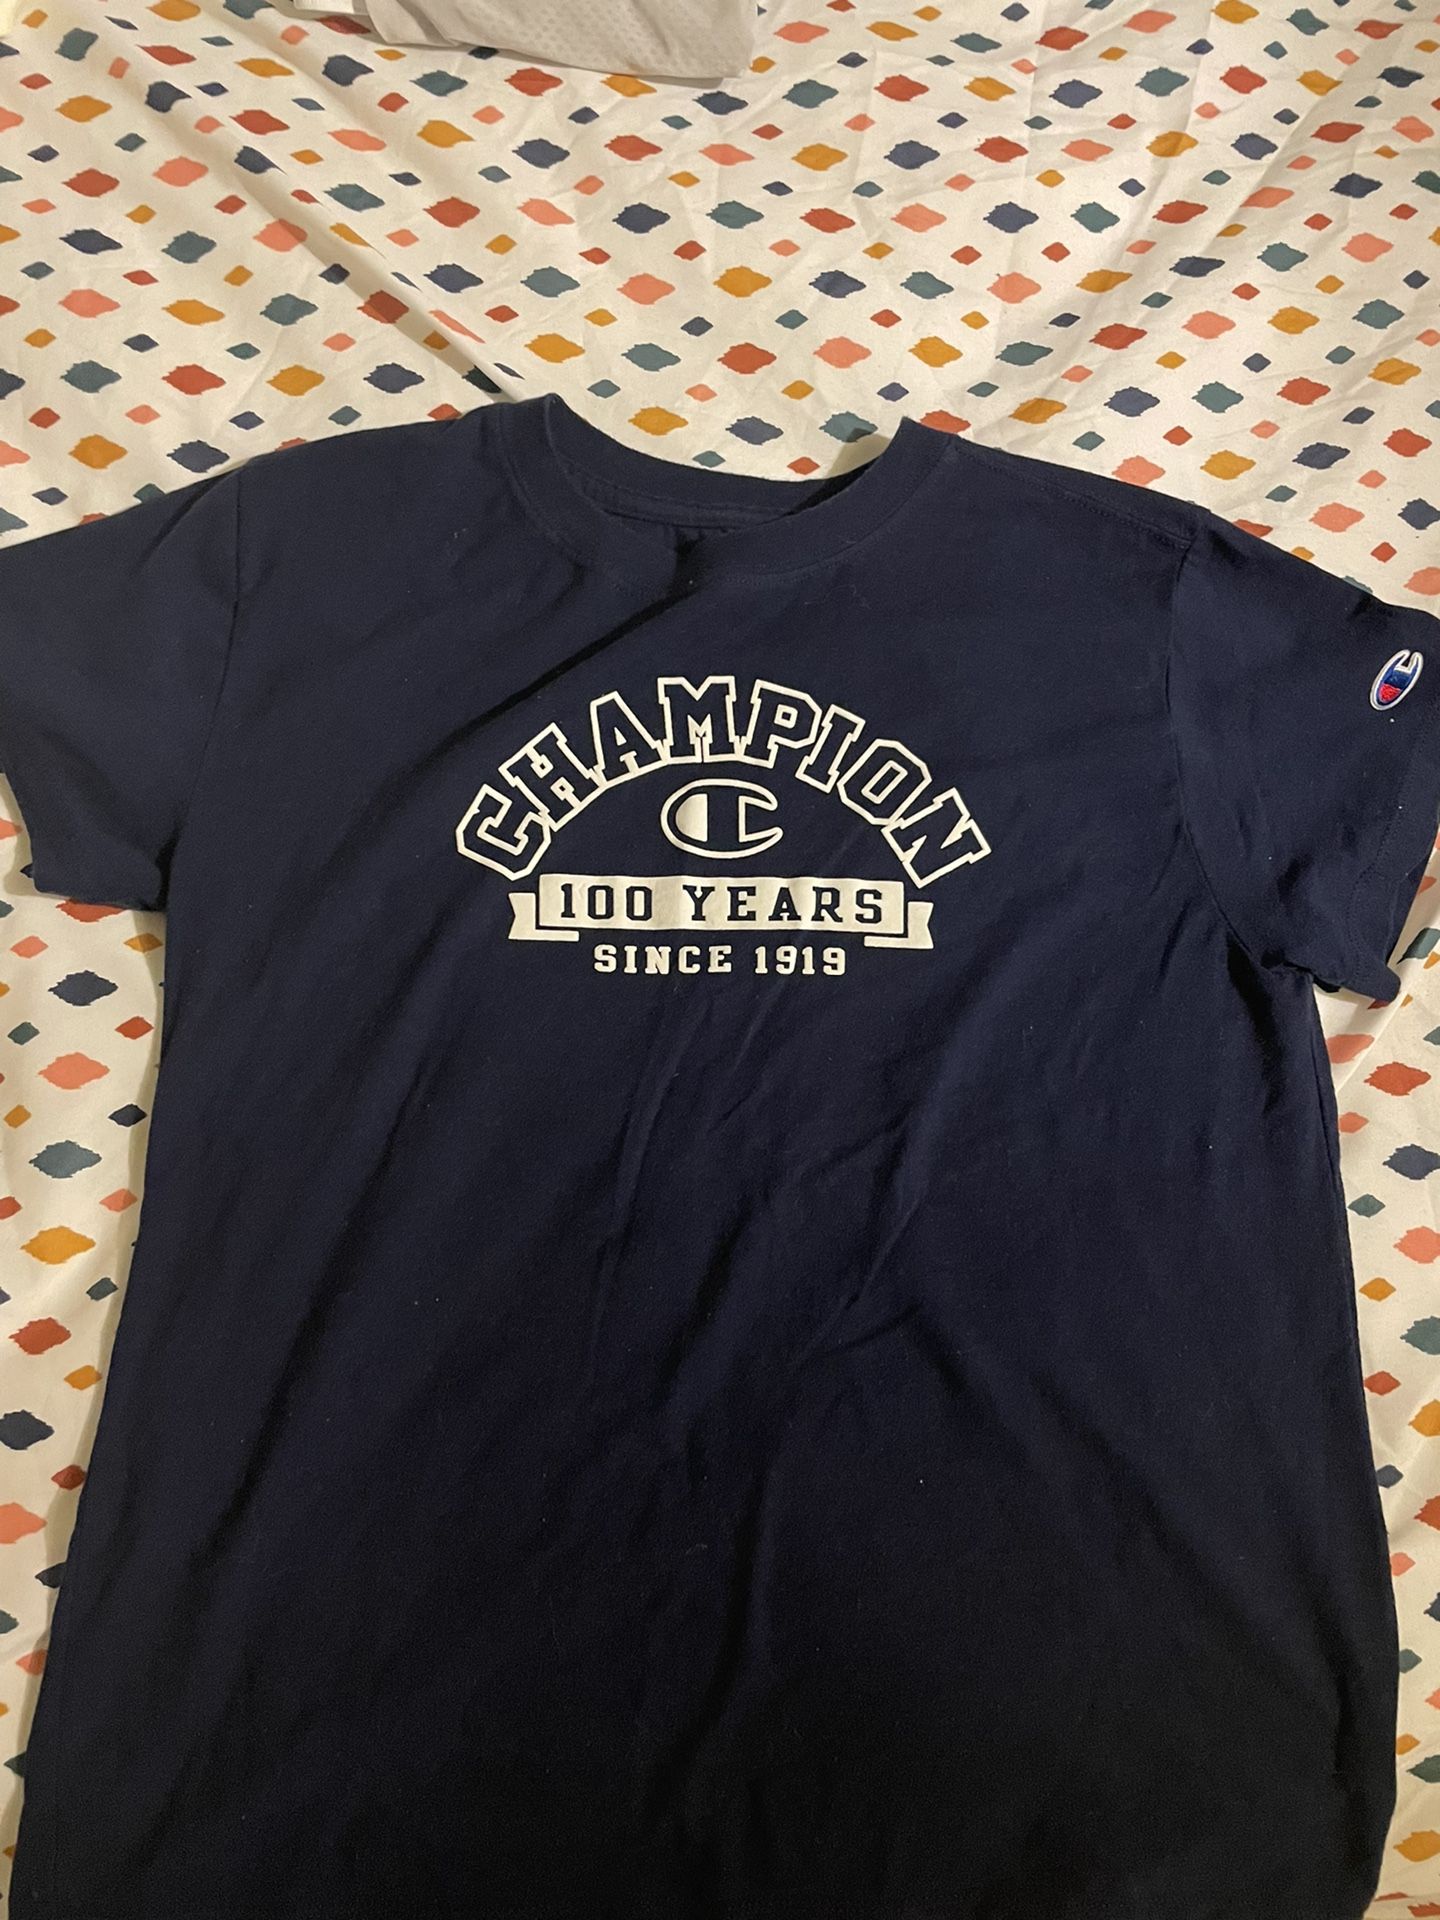 CHAMPION
C
100 YEARS
SINCE 1919